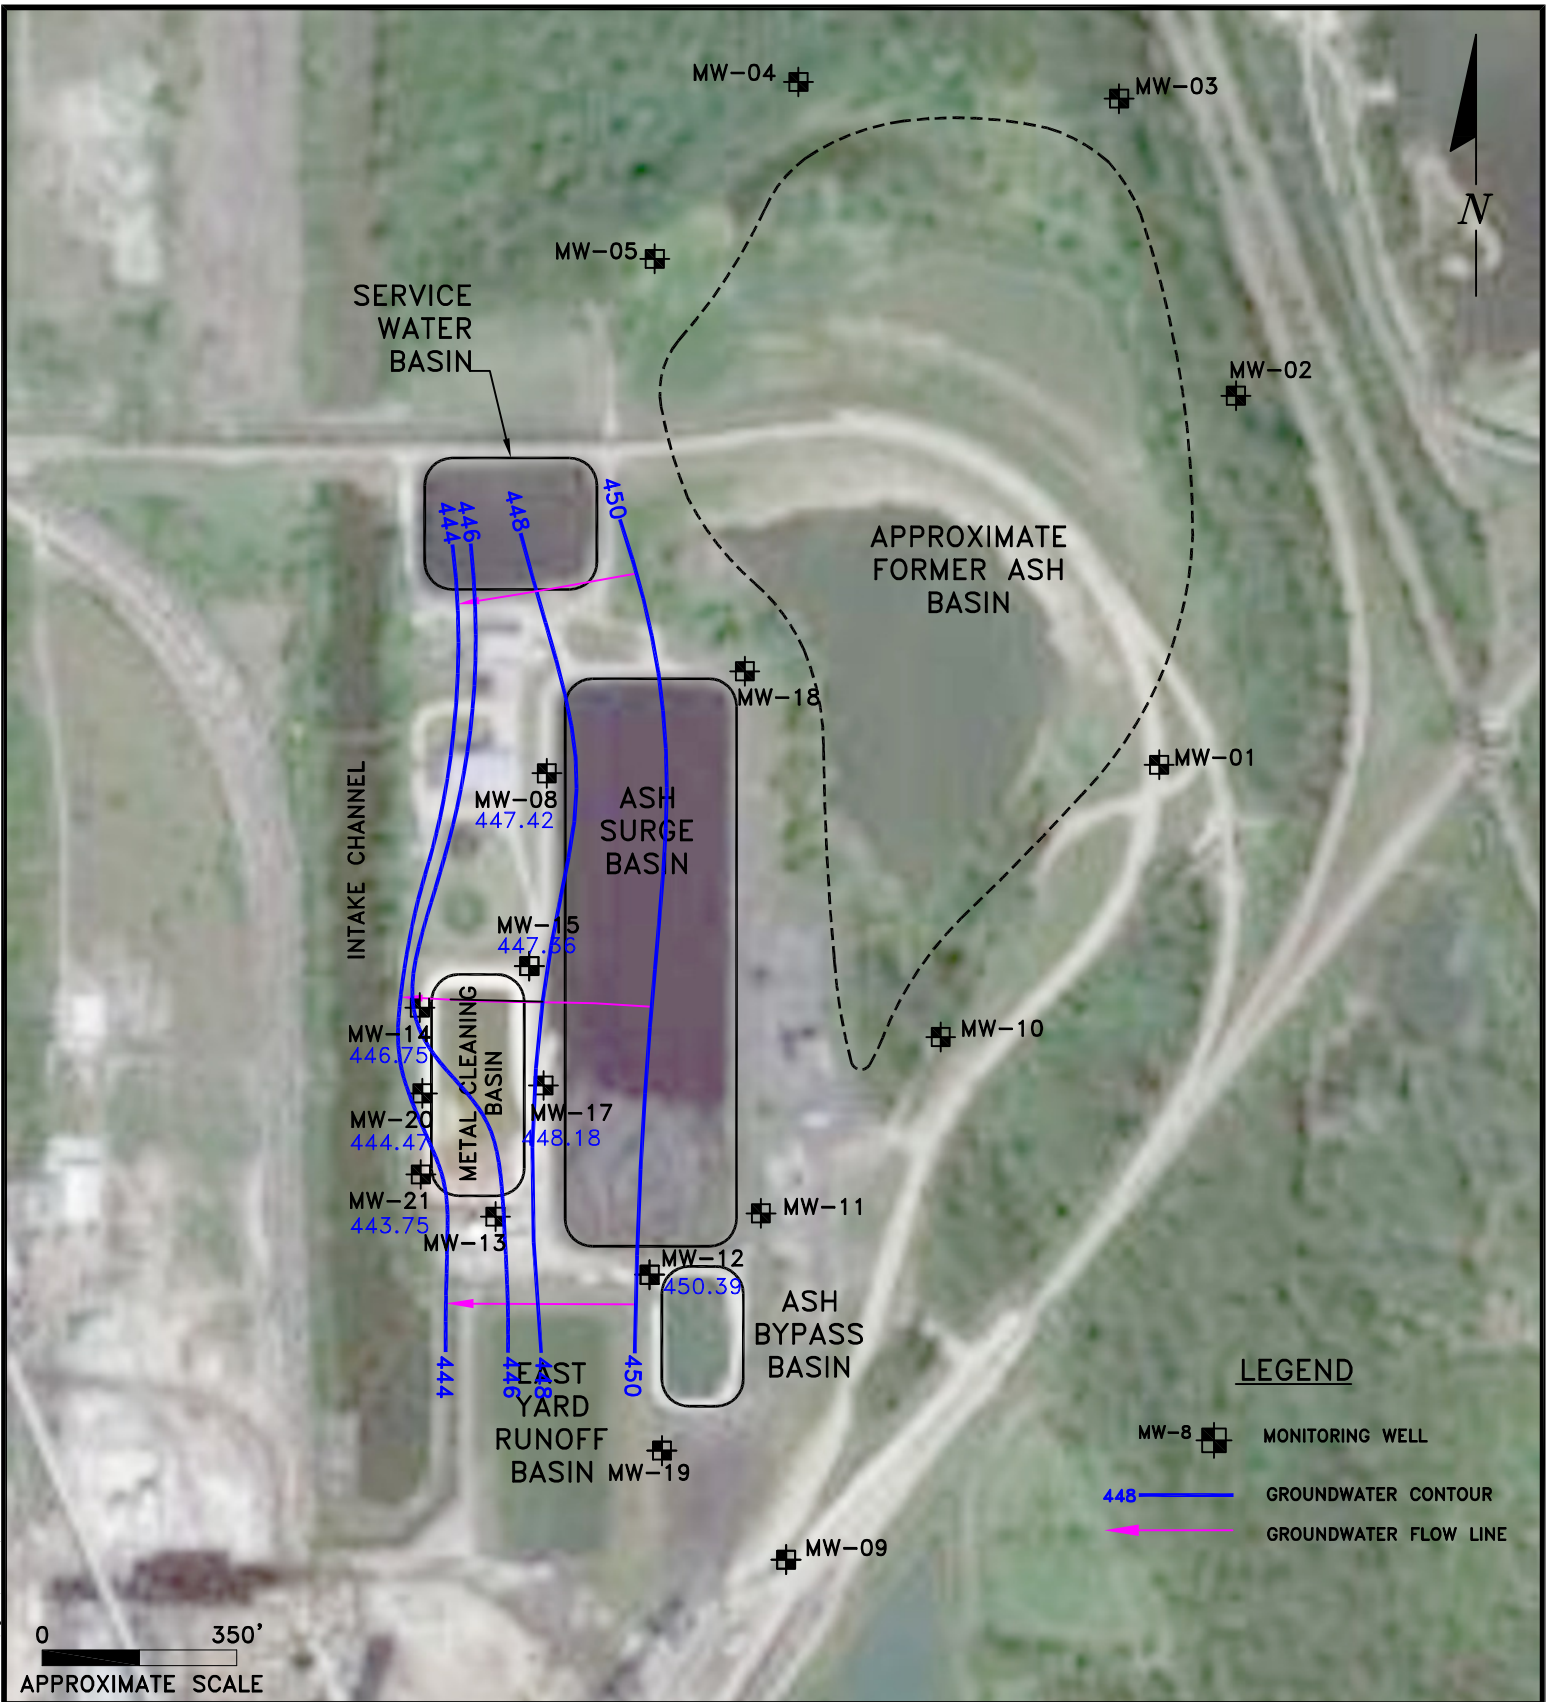 MW-04
MW-03
N
MW-05
SERVICE
WATER
BASIN
MW-02
444
446
448
450
APPROXIMATE
FORMER ASH
BASIN
MW-18
MW-01
INTAKE CHANNEL
MW-08
447.42
ASH
SURGE
BASIN
MW-15
447.36
METAL CLEANING
BASIN
MW-14
446.75
MW-10
MW-20
444.47
MW-17
448.18
MW-21
443.75
MW-13
MW-11
MW-12
450.39
ASH
BYPASS
BASIN
444
446
448
450
EAST
YARD
RUNOFF
BASIN
MW-19
MW-09
LEGEND
MW-8 MONITORING WELL
448 GROUNDWATER CONTOUR
GROUNDWATER FLOW LINE
0 350'
APPROXIMATE SCALE